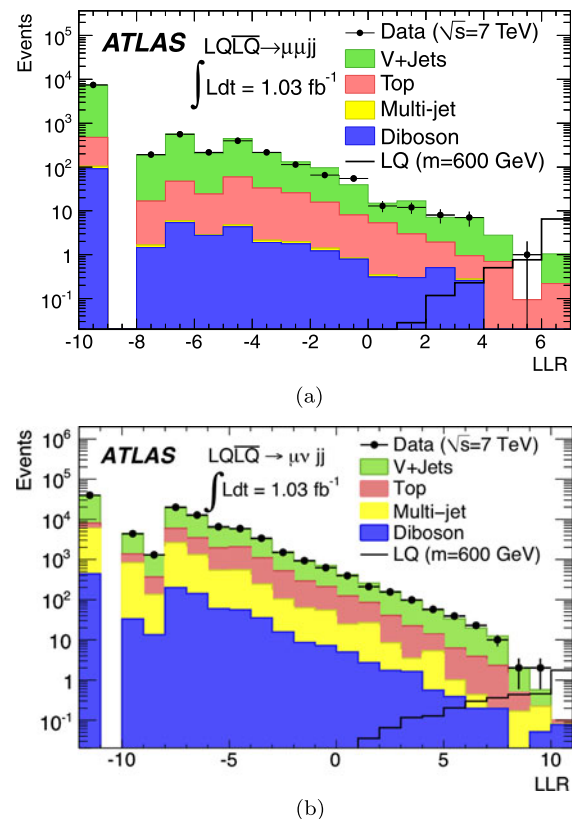 Events
ATLAS
LQL̅Q̅→μμjj
∫ Ldt = 1.03 fb⁻¹
Data (√s=7 TeV)
V+Jets
Top
Multi-jet
Diboson
LQ (m=600 GeV)
10⁵
10⁴
10³
10²
10
1
10⁻¹
-10 -8 -6 -4 -2 0 2 4 6
LLR
(a)
Events
ATLAS
LQL̅Q̅ → μν jj
∫ Ldt = 1.03 fb⁻¹
Data (√s=7 TeV)
V+Jets
Top
Multi-jet
Diboson
LQ (m=600 GeV)
10⁶
10⁵
10⁴
10³
10²
10
1
10⁻¹
-10 -5 0 5 10
LLR
(b)